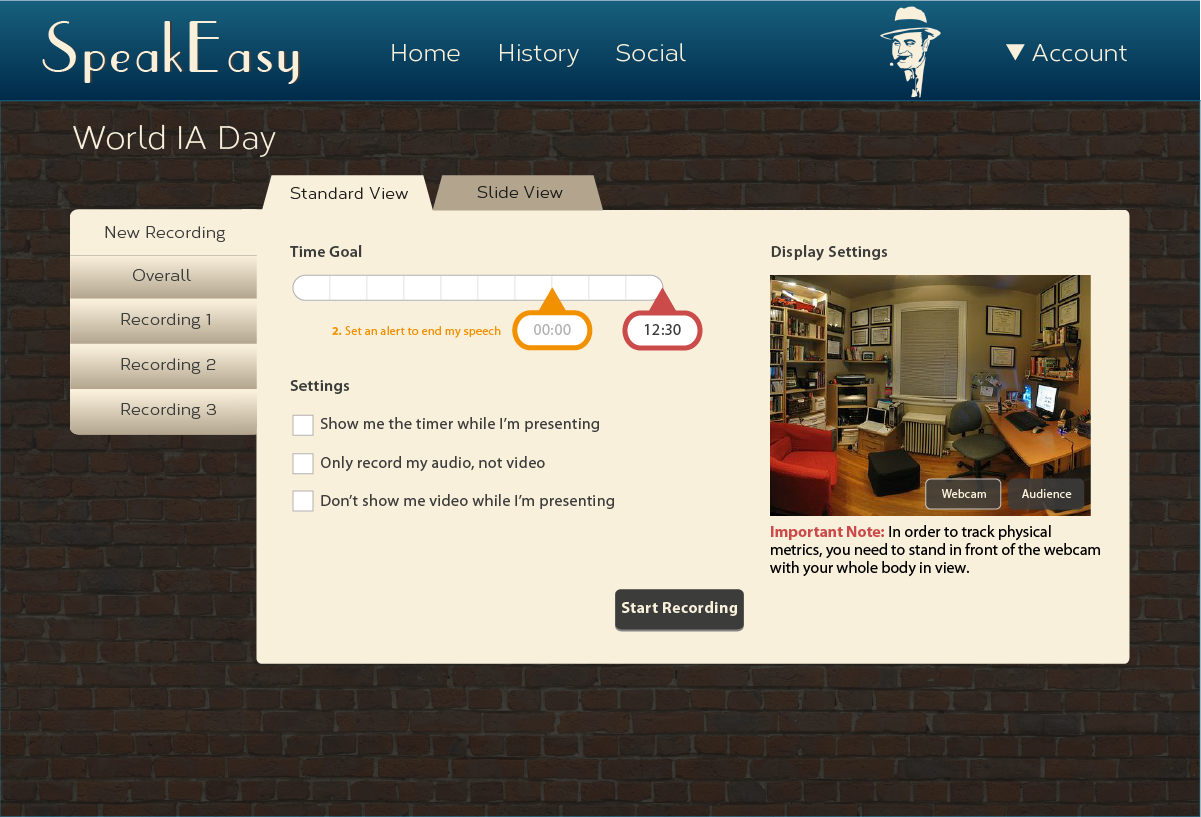 SpeakEasy
Home
History
Social
▼ Account
World IA Day
Standard View
Slide View
New Recording
Overall
Recording 1
Recording 2
Recording 3
Time Goal
2. Set an alert to end my speech
00:00
12:30
Settings
Show me the timer while I'm presenting
Only record my audio, not video
Don't show me video while I'm presenting
Start Recording
Display Settings
Webcam
Audience
Important Note: In order to track physical
metrics, you need to stand in front of the webcam
with your whole body in view.